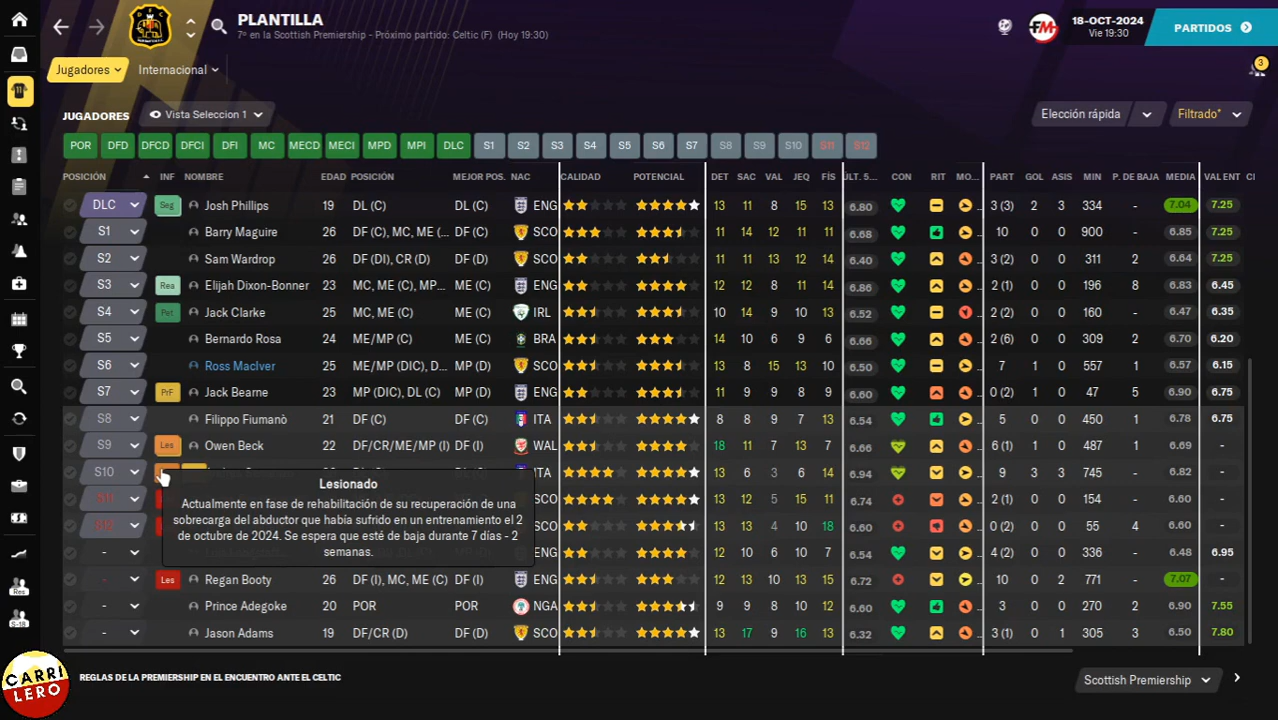 PLANTILLA
7º en la Scottish Premiership - Próximo partido: Celtic (F) (Hoy 19:30)
18-OCT-2024
Vie 19:30
PARTIDOS
Jugadores
Internacional
3
JUGADORES
Vista Seleccion 1
Elección rápida
Filtrado*
POR DFD DFCD DFCI DFI MC MECD MECI MPD MPI DLC S1 S2 S3 S4 S5 S6 S7 S8 S9 S10 S11 S12
POSICIÓN INF NOMBRE EDAD POSICIÓN MEJOR POS. NAC CALIDAD POTENCIAL DET SAC VAL JEQ FÍS ÚLT. 5... CON RIT MO... PART GOL ASIS MIN P. DE BAJA MEDIA VAL ENT
DLC Seg Josh Phillips 19 DL (C) DL (C) ENG 13 11 8 15 13 6.80 3 (3) 2 3 334 - 7.04 7.25
S1 Barry Maguire 26 DF (C), MC, ME (... DF (C) SCO 11 14 12 11 11 6.68 10 0 0 900 - 6.85 7.25
S2 Sam Wardrop 26 DF (DI), CR (D) DF (D) SCO 11 11 13 12 14 6.40 3 (2) 0 0 311 2 6.64 7.25
S3 Rea Elijah Dixon-Bonner 23 MC, ME (C), MP... ME (C) ENG 12 12 8 11 14 6.86 2 (1) 0 0 196 8 6.83 6.45
S4 Pet Jack Clarke 25 MC, ME (C) ME (C) IRL 10 14 9 10 13 6.52 2 (2) 0 0 160 - 6.47 6.35
S5 Bernardo Rosa 24 ME/MP (C) ME (C) BRA 14 10 6 9 6 6.66 2 (6) 0 0 309 2 6.70 6.20
S6 Ross MacIver 25 ME/MP (DIC), D... MP (D) SCO 13 8 15 13 10 6.50 7 1 0 557 1 6.57 6.15
S7 PrF Jack Bearne 23 MP (DIC), DL (C) MP (D) ENG 11 9 9 8 9 6.60 0 (2) 1 0 47 5 6.90 6.75
S8 Filippo Fiumanò 21 DF (C) DF (C) ITA 8 8 9 7 13 6.54 5 0 0 450 1 6.78 6.75
S9 Les Owen Beck 22 DF/CR/ME/MP (I) DF (I) WAL 18 11 7 13 7 6.66 6 (1) 0 1 487 1 6.69
S10 ITA 13 6 3 6 14 6.94 9 3 3 745 6.82 -
SCO 13 12 5 15 11 6.74 2 (1) 0 1 154 - 6.60 -
SCO 13 13 4 10 18 6.60 0 (2) 0 0 55 4 6.60 -
- ENG 12 10 6 10 7 6.54 4 (2) 0 0 336 - 6.48 6.95
- Les Regan Booty 26 DF (I), MC, ME (C) DF (I) ENG 12 13 10 13 15 6.72 10 0 2 771 - 7.07 -
- Prince Adegoke 20 POR POR NGA 9 9 8 10 12 6.60 3 0 0 270 2 6.90 7.55
- Jason Adams 19 DF/CR (D) DF (D) SCO 13 17 9 16 13 6.32 3 (1) 0 1 305 3 6.50 7.80
Lesionado
Actualmente en fase de rehabilitación de su recuperación de una
sobrecarga del abductor que había sufrido en un entrenamiento el 2
de octubre de 2024. Se espera que esté de baja durante 7 días - 2
semanas.
REGLAS DE LA PREMIERSHIP EN EL ENCUENTRO ANTE EL CELTIC
Scottish Premiership
CARRI
LERO